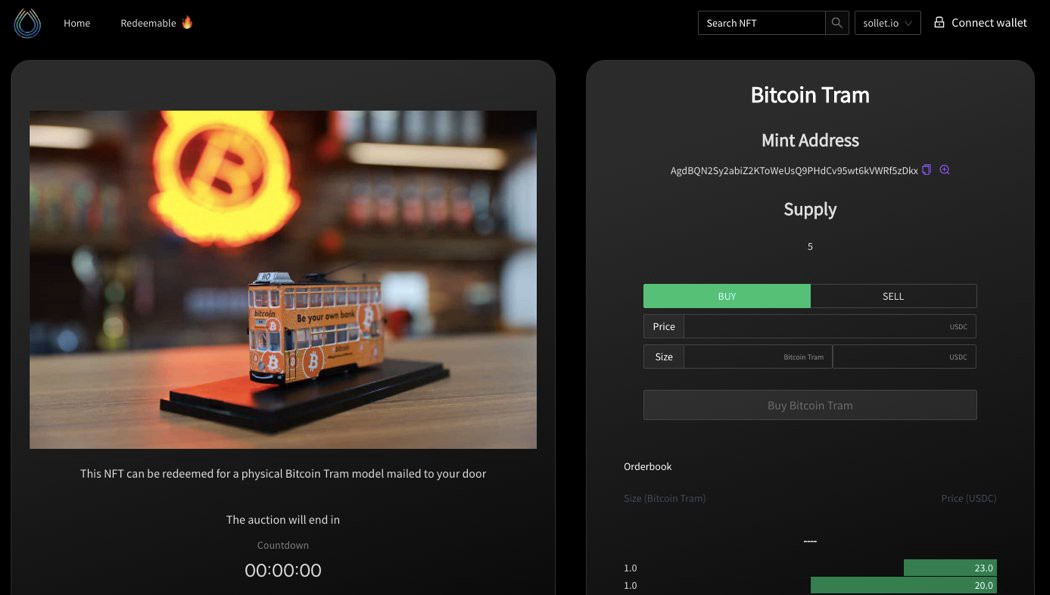 Home
Redeemable 🔥
Search NFT
sollet.io
Connect wallet
HO
bitcoin
Be your own bank
This NFT can be redeemed for a physical Bitcoin Tram model mailed to your door
The auction will end in
Countdown
00:00:00
Bitcoin Tram
Mint Address
AgdBQN2Sy2abiZ2KToWeUsQ9PHdCv95wt6kVWRf5zDkx
Supply
5
BUY
SELL
Price
USDC
Size
Bitcoin Tram
USDC
Buy Bitcoin Tram
Orderbook
Size (Bitcoin Tram)
Price (USDC)
----
1.0
23.0
1.0
20.0